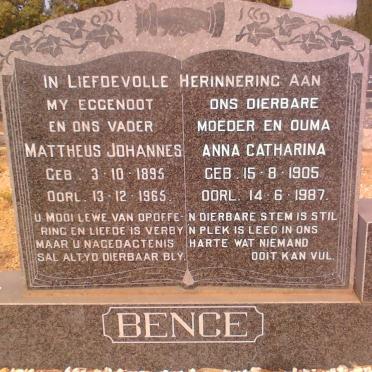 IN LIEFDEVOLLE HERINNERING AAN
MY EGGENOOT
EN ONS VADER
MATTHEUS JOHANNES
GEB. 3-10-1895
OORL. 13-12-1965.
U MOOI LEWE VAN OPOFFE-
RING EN LIEFDE IS VERBY
MAAR U NAGEDAGTENIS
SAL ALTYD DIERBAAR BLY.
ONS DIERBARE
MOEDER EN OUMA
ANNA CATHARINA
GEB. 15-8-1905
OORL. 14-6-1987.
'N DIERBARE STEM IS STIL
'N PLEK IS LEEG IN ONS
HARTE WAT NIEMAND
OOIT KAN VUL.
BENCE